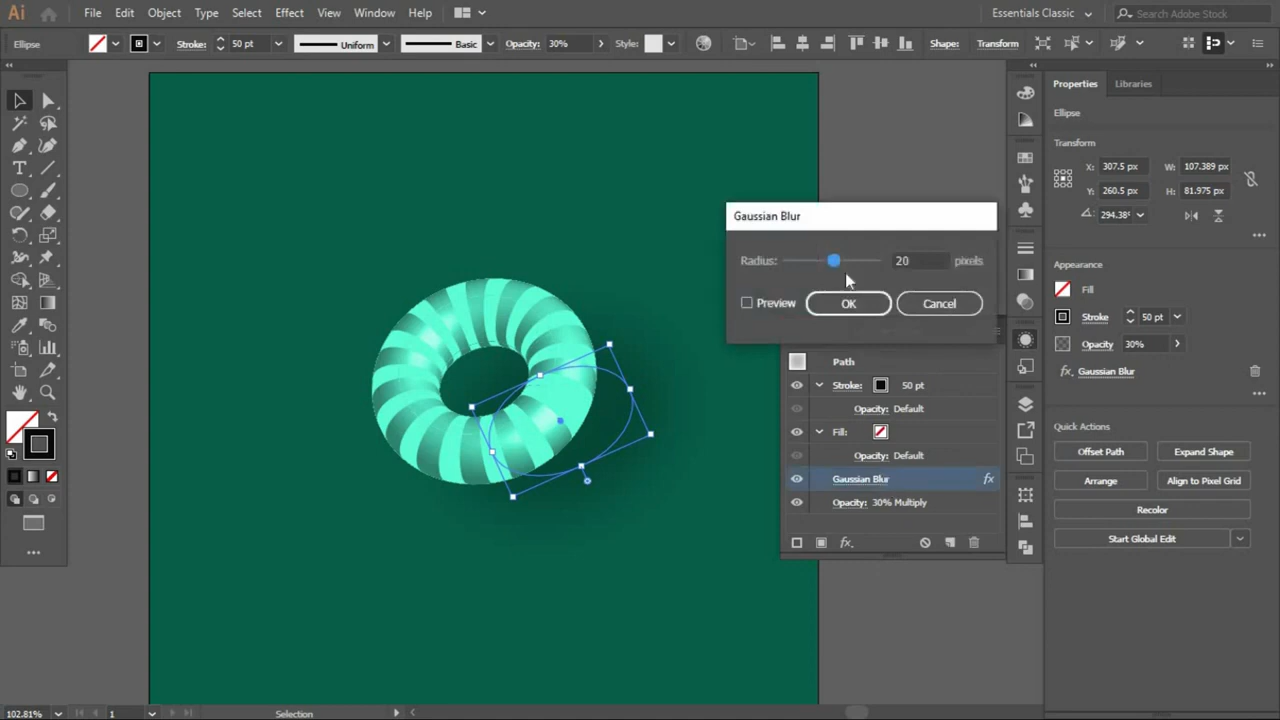 Ai File Edit Object Type Select Effect View Window Help Essentials Classic Search Adobe Stock
Ellipse Stroke: 50 pt Uniform Basic Opacity: 30% Style: Shape: Transform
Properties Libraries
Ellipse
Transform
X: 307.5 px W: 107.389 px
Y: 260.5 px H: 81.975 px
294.38°
Appearance
Fill
Stroke 50 pt
Opacity 30%
fx Gaussian Blur
Quick Actions
Offset Path Expand Shape
Arrange Align to Pixel Grid
Recolor
Start Global Edit
Gaussian Blur
Radius: 20 pixels
Preview OK Cancel
Path
Stroke: 50 pt
Opacity: Default
Fill:
Opacity: Default
Gaussian Blur fx
Opacity: 30% Multiply
fx.
102.81% 1 Selection